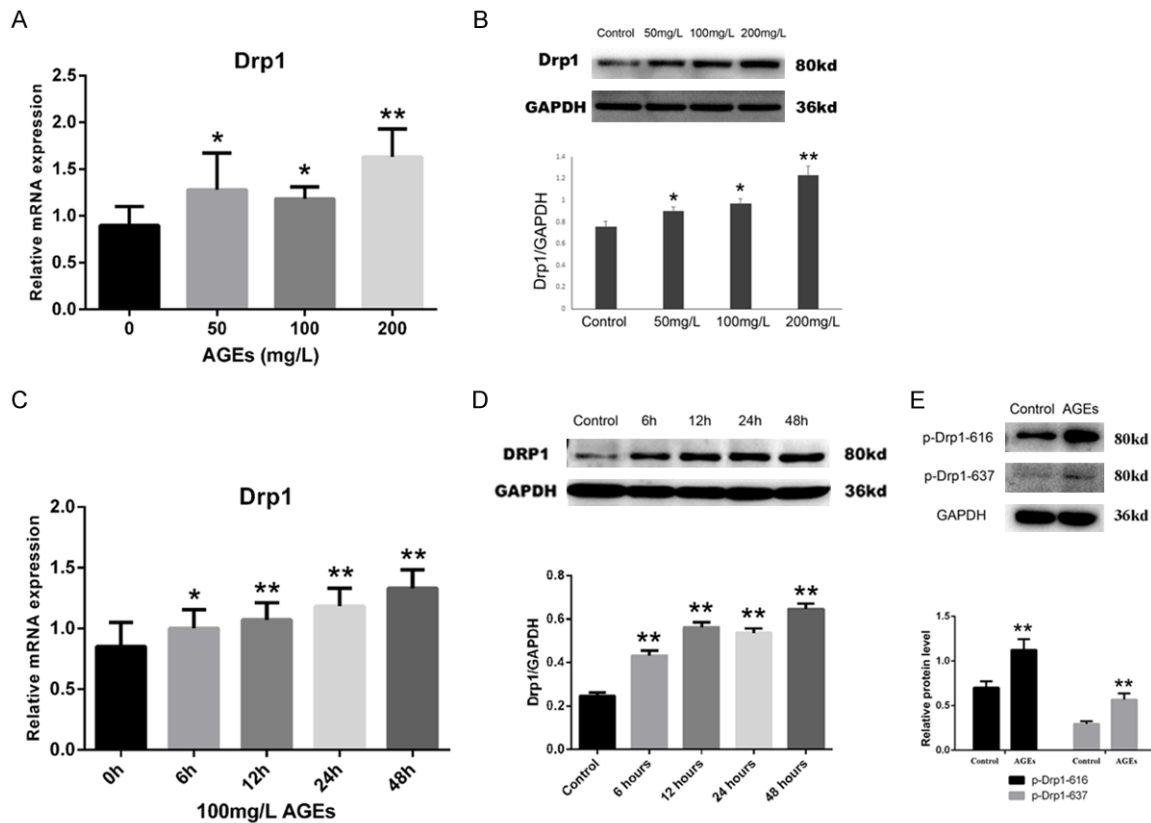 A
Drp1
Relative mRNA expression
2.5
2.0
1.5
1.0
0.5
0.0
*
*
**
0 50 100 200
AGEs (mg/L)
B
Control 50mg/L 100mg/L 200mg/L
Drp1 80kd
GAPDH 36kd
Drp1/GAPDH
1.4
1.2
1
0.8
0.6
0.4
0.2
0
*
*
**
Control 50mg/L 100mg/L 200mg/L
C
Drp1
Relative mRNA expression
2.0
1.5
1.0
0.5
0.0
*
**
**
**
0h 6h 12h 24h 48h
100mg/L AGEs
D
Control 6h 12h 24h 48h
DRP1 80kd
GAPDH 36kd
Drp1/GAPDH
0.8
0.6
0.4
0.2
0.0
**
**
**
**
Control 6 hours 12 hours 24 hours 48 hours
E
Control AGEs
p-Drp1-616 80kd
p-Drp1-637 80kd
GAPDH 36kd
Relative protein level
1.5
1.0
0.5
0.0
**
**
Control AGEs Control AGEs
p-Drp1-616
p-Drp1-637